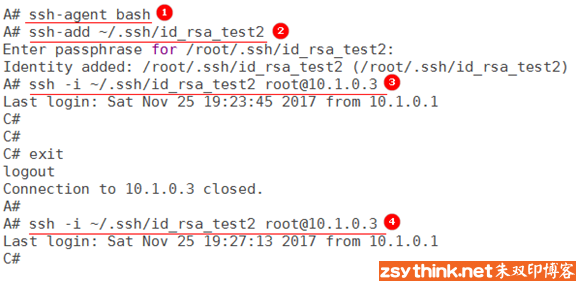 A# ssh-agent bash 1
A# ssh-add ~/.ssh/id_rsa_test2 2
Enter passphrase for /root/.ssh/id_rsa_test2:
Identity added: /root/.ssh/id_rsa_test2 (/root/.ssh/id_rsa_test2)
A# ssh -i ~/.ssh/id_rsa_test2 root@10.1.0.3 3
Last login: Sat Nov 25 19:23:45 2017 from 10.1.0.1
C#
C#
C# exit
logout
Connection to 10.1.0.3 closed.
A#
A# ssh -i ~/.ssh/id_rsa_test2 root@10.1.0.3 4
Last login: Sat Nov 25 19:27:13 2017 from 10.1.0.1
C#
zsythink.net朱双印博客